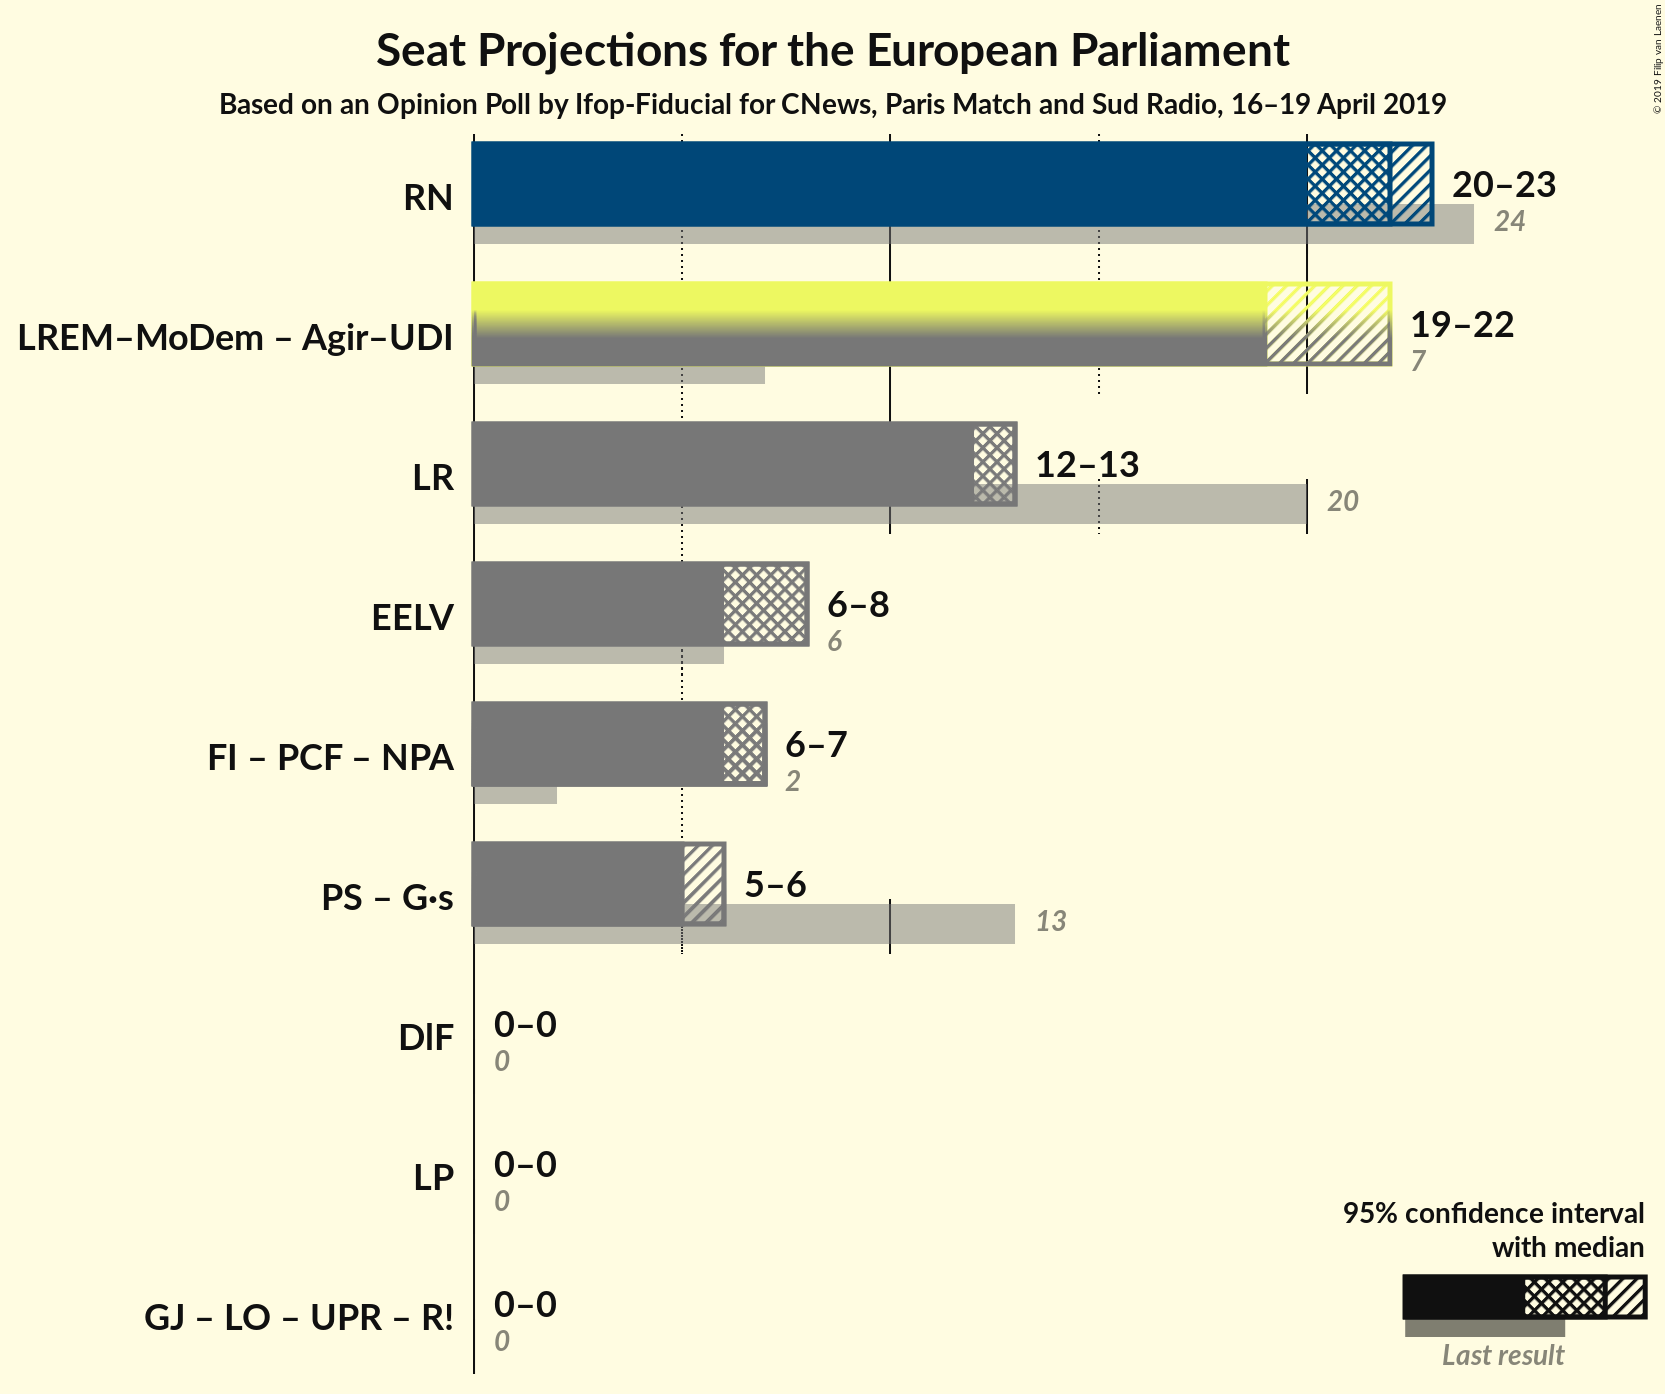 Seat Projections for the European Parliament
Based on an Opinion Poll by Ifop-Fiducial for CNews, Paris Match and Sud Radio, 16–19 April 2019
© 2019 Filip van Laenen
RN
20–23
24
LREM–MoDem – Agir–UDI
19–22
7
LR
12–13
20
EELV
6–8
6
FI – PCF – NPA
6–7
2
PS – G·s
5–6
13
DlF
0–0
0
LP
0–0
0
GJ – LO – UPR – R!
0–0
0
95% confidence interval
with median
Last result